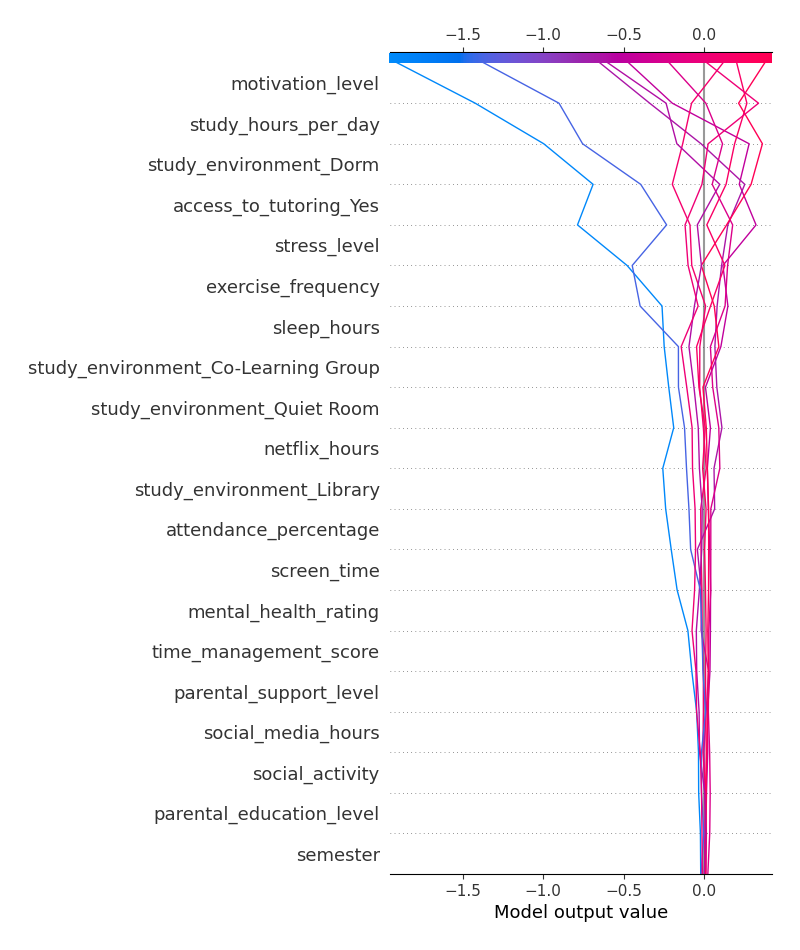 −1.5 −1.0 −0.5 0.0
motivation_level
study_hours_per_day
study_environment_Dorm
access_to_tutoring_Yes
stress_level
exercise_frequency
sleep_hours
study_environment_Co-Learning Group
study_environment_Quiet Room
netflix_hours
study_environment_Library
attendance_percentage
screen_time
mental_health_rating
time_management_score
parental_support_level
social_media_hours
social_activity
parental_education_level
semester
−1.5 −1.0 −0.5 0.0
Model output value